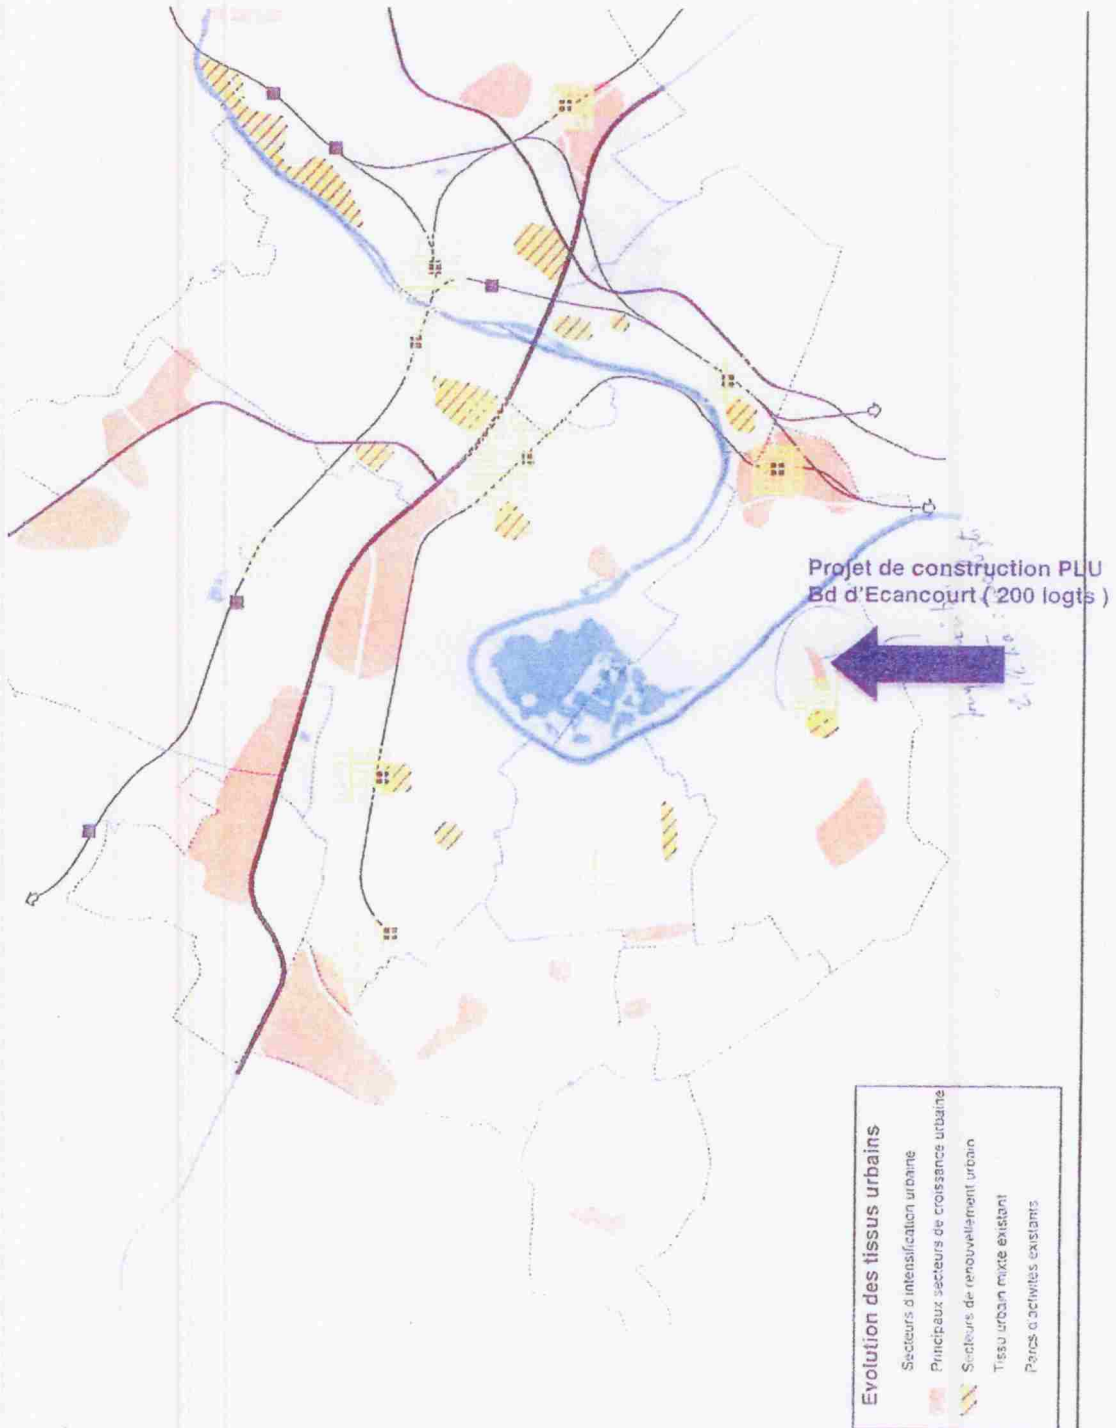 Projet de construction PLU
Bd d'Ecancourt ( 200 logts )
Evolution des tissus urbains
Secteurs d'intensification urbaine
Principaux secteurs de croissance urbaine
Secteurs de renouvellement urbain
Tissu urbain mixte existant
Parcs d'activités existants